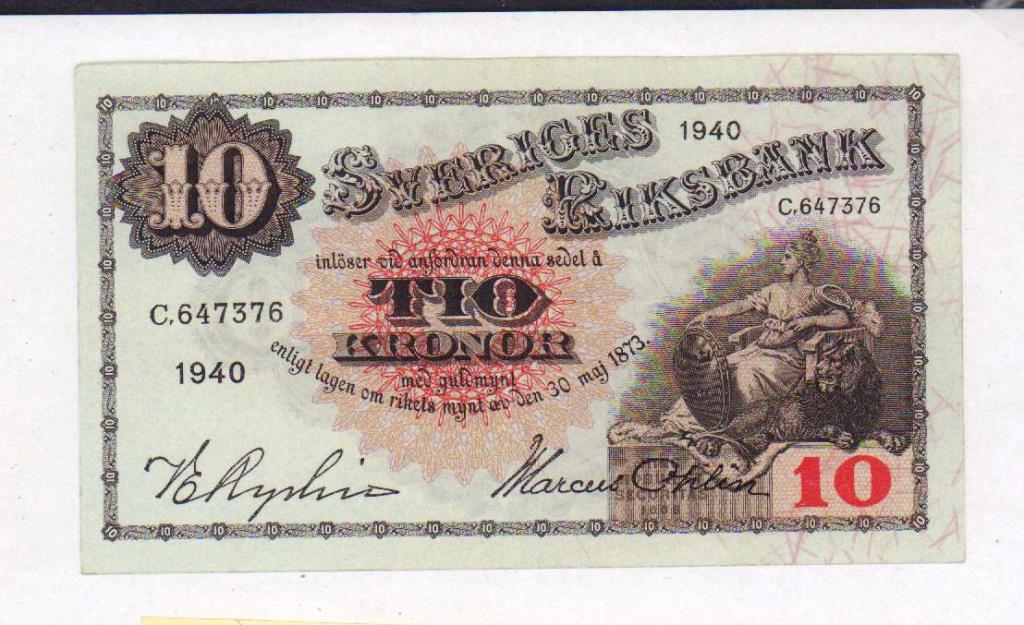 10
SVERIGES
1940
RIKSBANK
C,647376
inlöser vid anfordran denna sedel å
TIO
C,647376
KRONOR
1940
med guldmynt
enligt lagen om rikets mynt av den 30 maj 1873.
Marcus
10